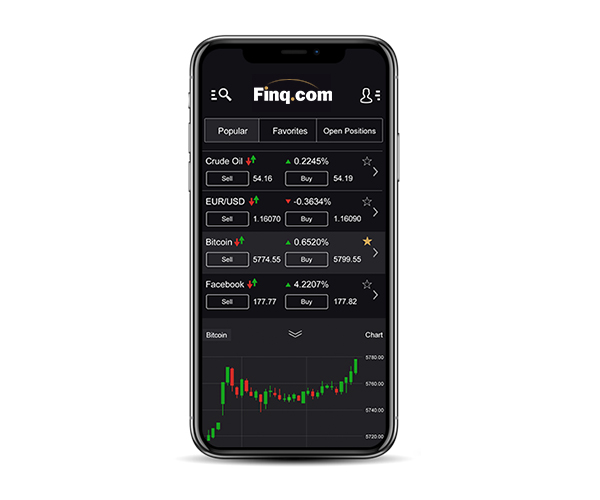 Finq.com
Popular Favorites Open Positions
Crude Oil 0.2245%
Sell 54.16 Buy 54.19
EUR/USD -0.3634%
Sell 1.16070 Buy 1.16090
Bitcoin 0.6520%
Sell 5774.55 Buy 5799.55
Facebook 4.2207%
Sell 177.77 Buy 177.82
Bitcoin Chart
5780.00
5760.00
5740.00
5720.00